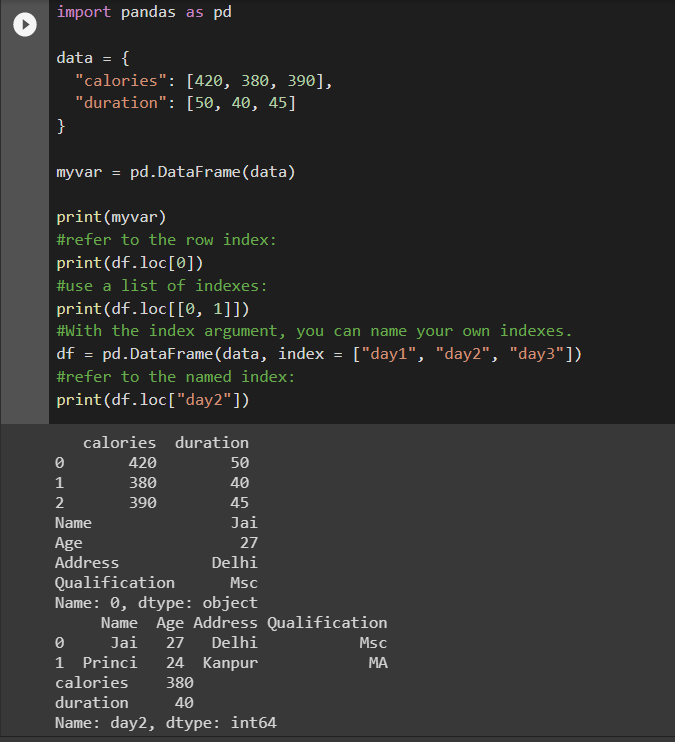 import pandas as pd
data = {
  "calories": [420, 380, 390],
  "duration": [50, 40, 45]
}
myvar = pd.DataFrame(data)
print(myvar)
#refer to the row index:
print(df.loc[0])
#use a list of indexes:
print(df.loc[[0, 1]])
#With the index argument, you can name your own indexes.
df = pd.DataFrame(data, index = ["day1", "day2", "day3"])
#refer to the named index:
print(df.loc["day2"])
   calories  duration
0       420        50
1       380        40
2       390        45
Name               Jai
Age                 27
Address          Delhi
Qualification      Msc
Name: 0, dtype: object
     Name  Age Address Qualification
0     Jai   27   Delhi           Msc
1  Princi   24  Kanpur            MA
calories    380
duration     40
Name: day2, dtype: int64